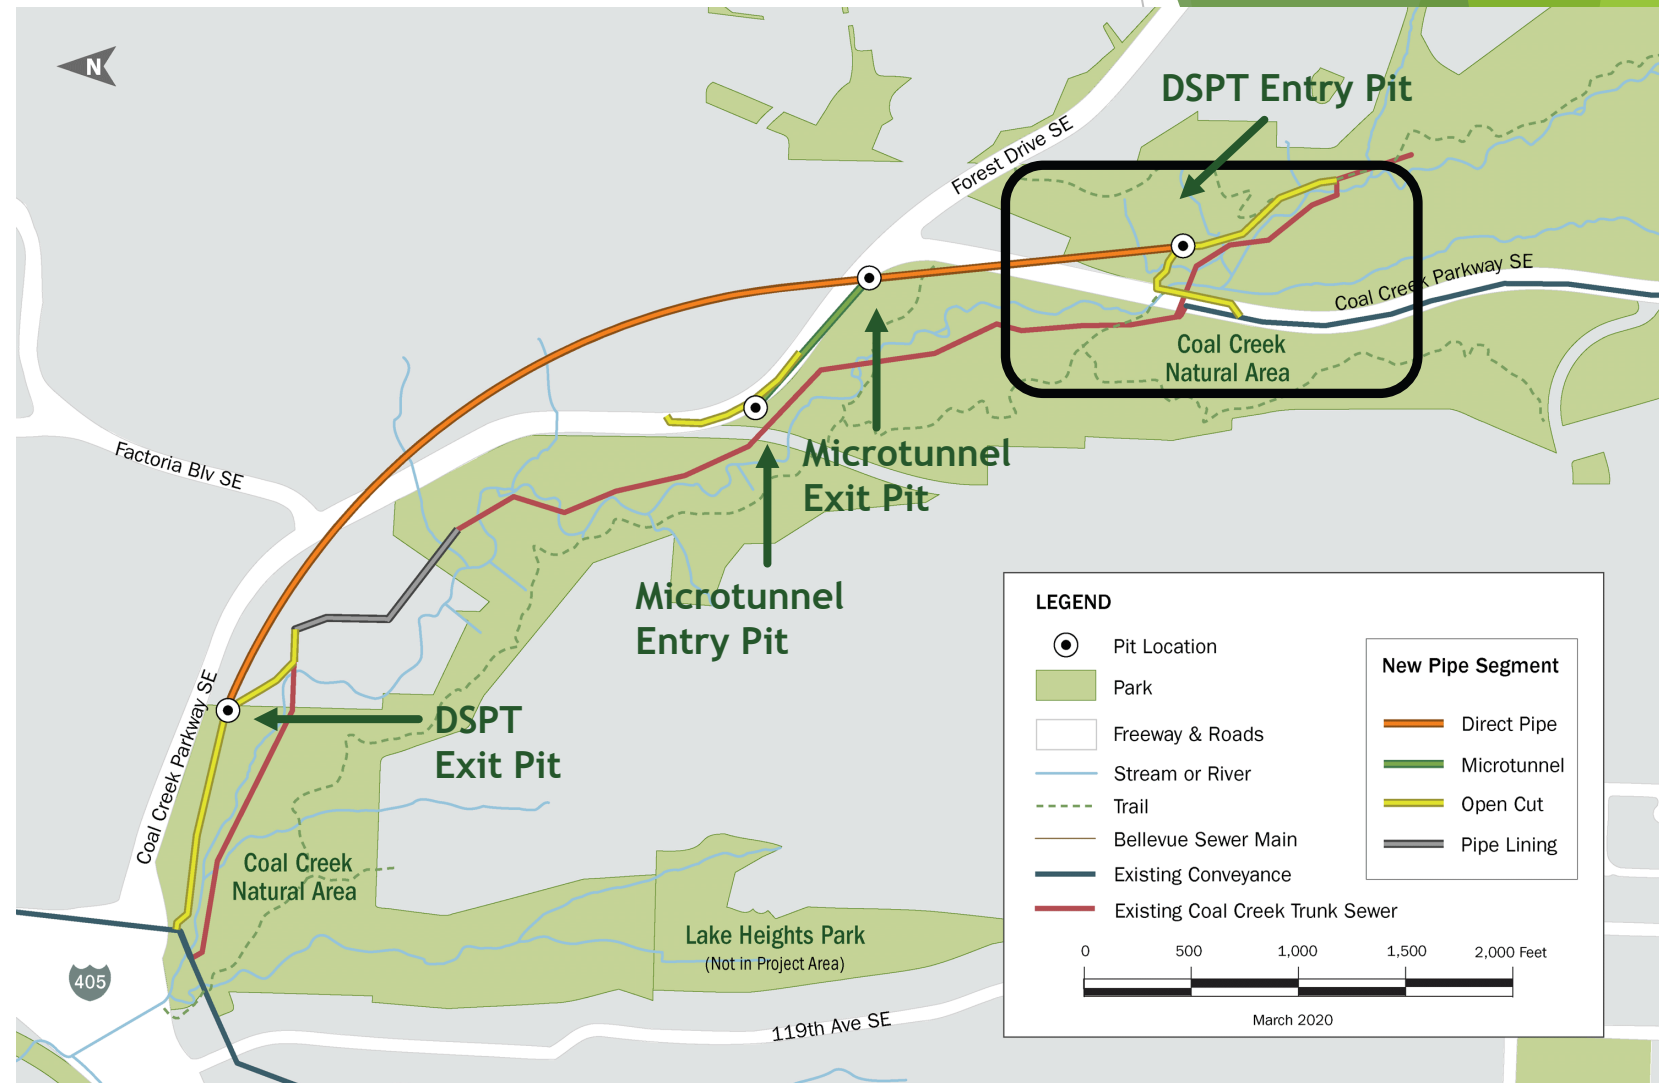 N
DSPT Entry Pit
Forest Drive SE
Coal Creek Parkway SE
Coal Creek
Natural Area
Factoria Blv SE
Microtunnel
Exit Pit
Microtunnel
Entry Pit
Coal Creek Parkway SE
DSPT
Exit Pit
Coal Creek
Natural Area
Lake Heights Park
(Not in Project Area)
405
119th Ave SE
LEGEND
Pit Location
Park
Freeway & Roads
Stream or River
Trail
Bellevue Sewer Main
Existing Conveyance
Existing Coal Creek Trunk Sewer
New Pipe Segment
Direct Pipe
Microtunnel
Open Cut
Pipe Lining
0 500 1,000 1,500 2,000 Feet
March 2020